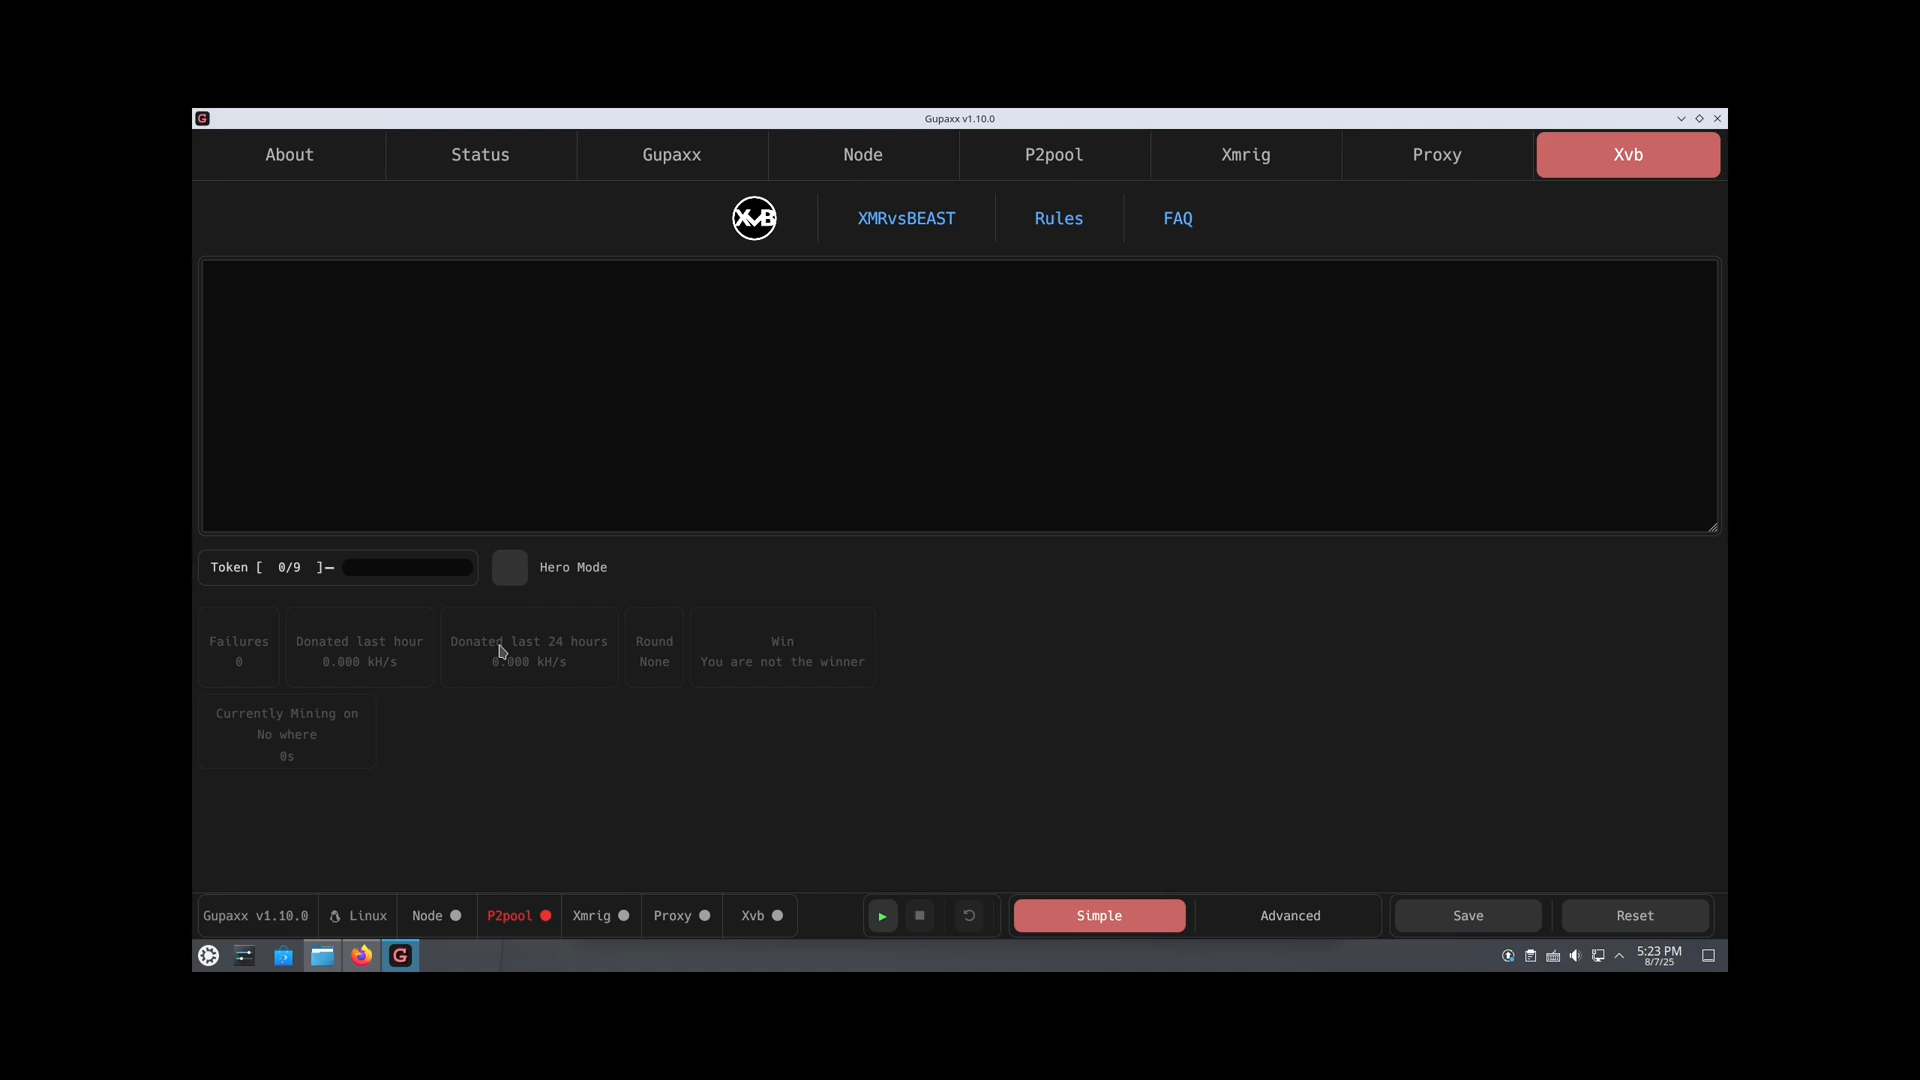 G Gupaxx v1.10.0
About Status Gupaxx Node P2pool Xmrig Proxy Xvb
XvB XMRvsBEAST Rules FAQ
Token [ 0/9 ]— Hero Mode
Failures
0
Donated last hour
0.000 kH/s
Donated last 24 hours
0.000 kH/s
Round
None
Win
You are not the winner
Currently Mining on
No where
0s
Gupaxx v1.10.0 Linux Node P2pool Xmrig Proxy Xvb Simple Advanced Save Reset
G 5:23 PM
8/7/25